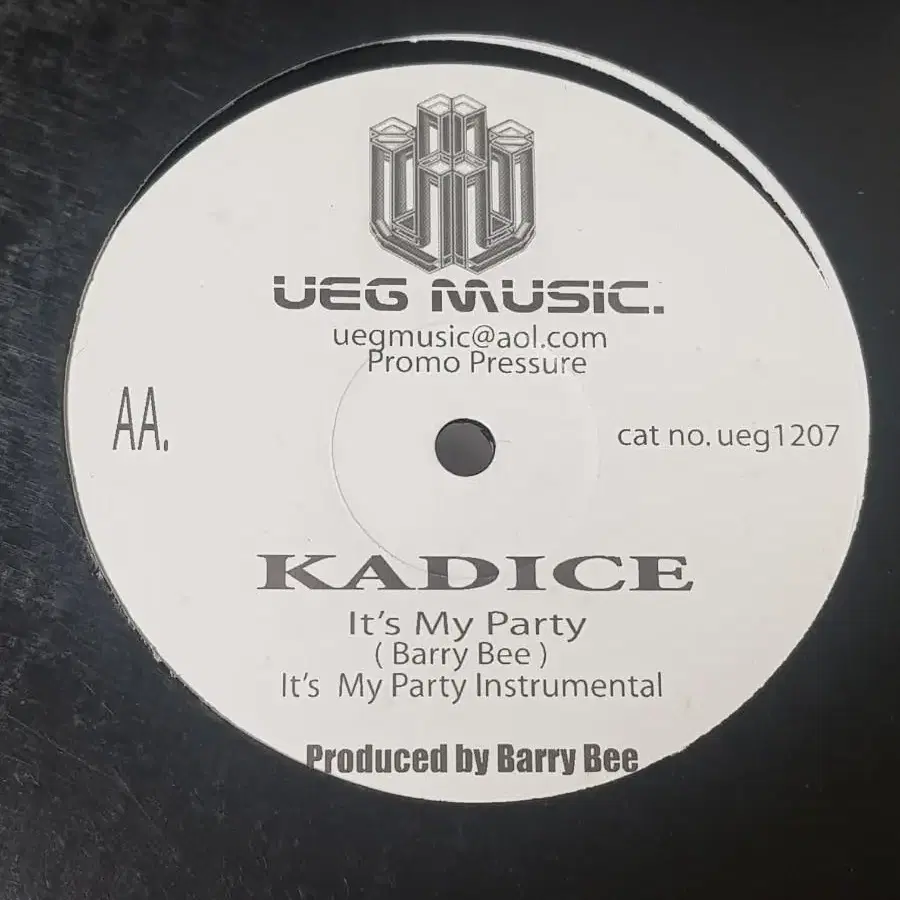 UEG MUSIC.
uegmusic@aol.com
Promo Pressure
AA.
cat no. ueg1207
KADICE
It's My Party
( Barry Bee )
It's My Party Instrumental
Produced by Barry Bee